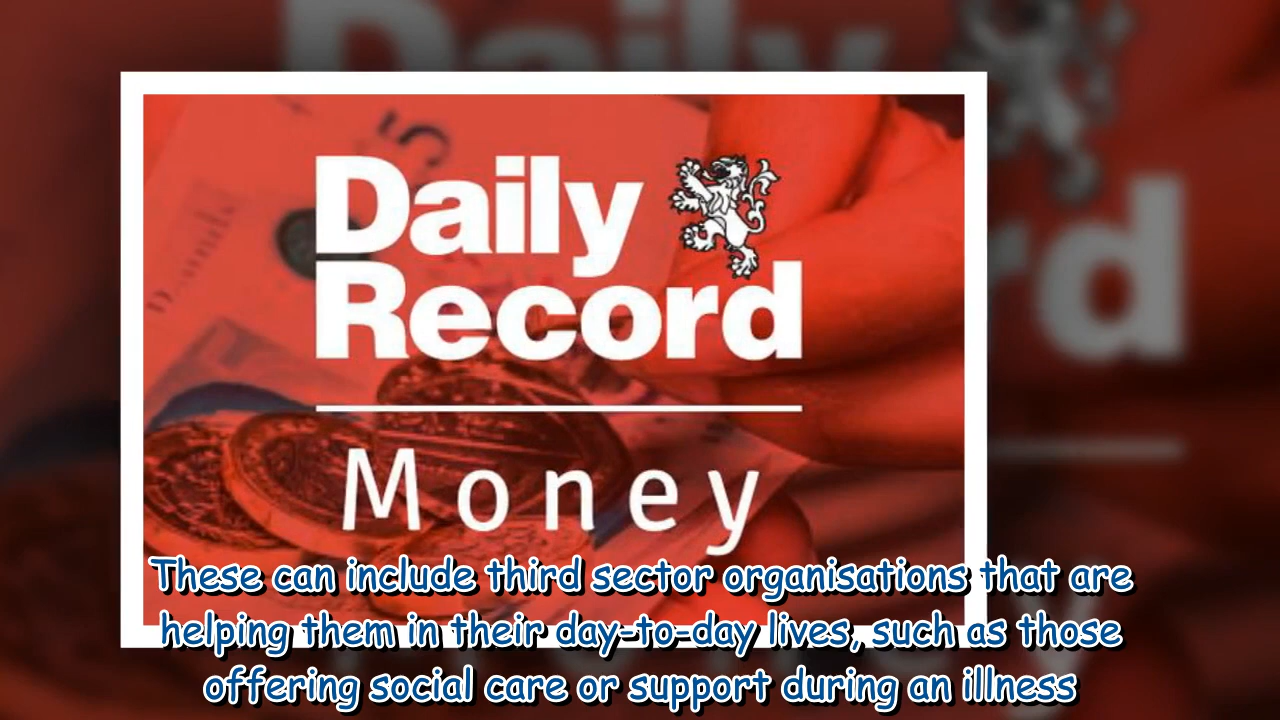 Daily
Record
Money
These can include third sector organisations that are
helping them in their day-to-day lives, such as those
offering social care or support during an illness